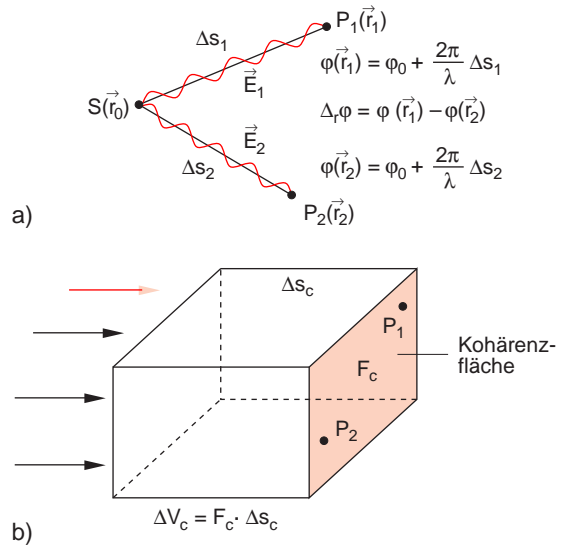 P₁(r⃗₁)
Δs₁
φ(r⃗₁) = φ₀ + 2π/λ Δs₁
E⃗₁
S(r⃗₀)
Δᵣφ = φ (r⃗₁) – φ(r⃗₂)
E⃗₂
Δs₂
φ(r⃗₂) = φ₀ + 2π/λ Δs₂
P₂(r⃗₂)
a)
Δs_c
P₁
Kohärenz-
fläche
F_c
P₂
ΔV_c = F_c · Δs_c
b)